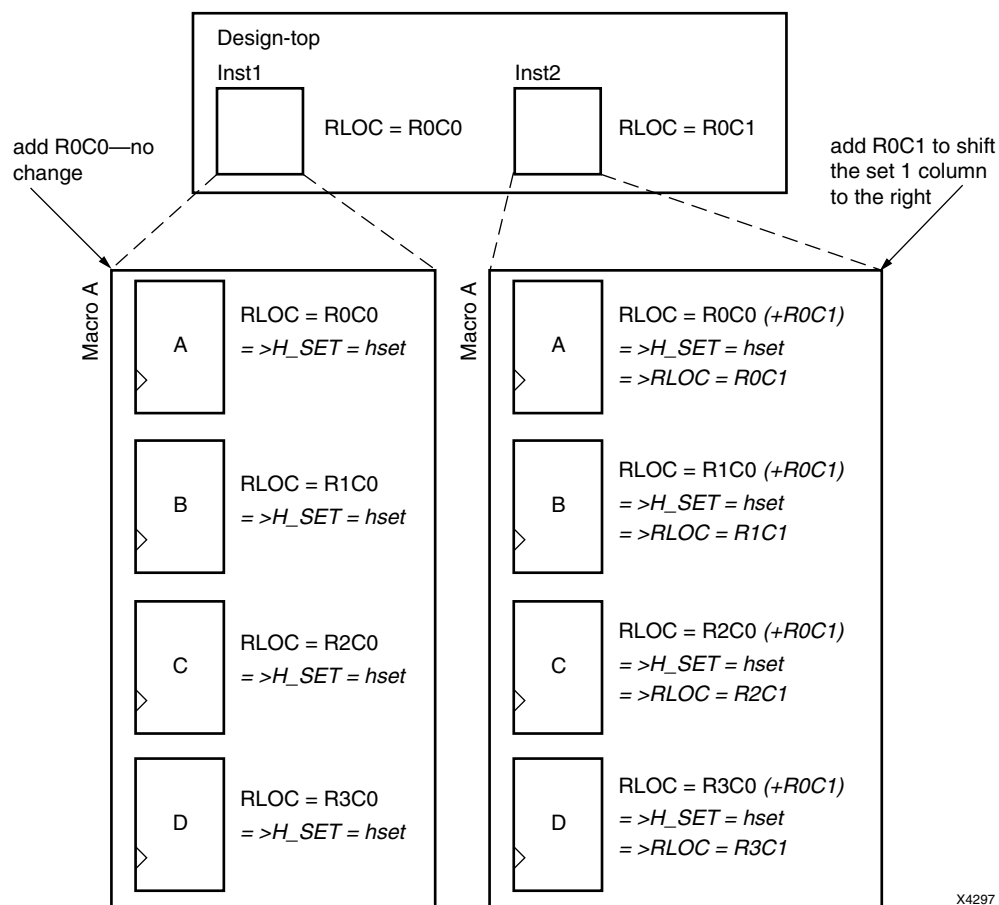 Design-top
Inst1
Inst2
RLOC = R0C0
RLOC = R0C1
add R0C0—no
change
add R0C1 to shift
the set 1 column
to the right
Macro A
A
RLOC = R0C0
= >H_SET = hset
B
RLOC = R1C0
= >H_SET = hset
C
RLOC = R2C0
= >H_SET = hset
D
RLOC = R3C0
= >H_SET = hset
Macro A
A
RLOC = R0C0 (+R0C1)
= >H_SET = hset
= >RLOC = R0C1
B
RLOC = R1C0 (+R0C1)
= >H_SET = hset
= >RLOC = R1C1
C
RLOC = R2C0 (+R0C1)
= >H_SET = hset
= >RLOC = R2C1
D
RLOC = R3C0 (+R0C1)
= >H_SET = hset
= >RLOC = R3C1
X4297